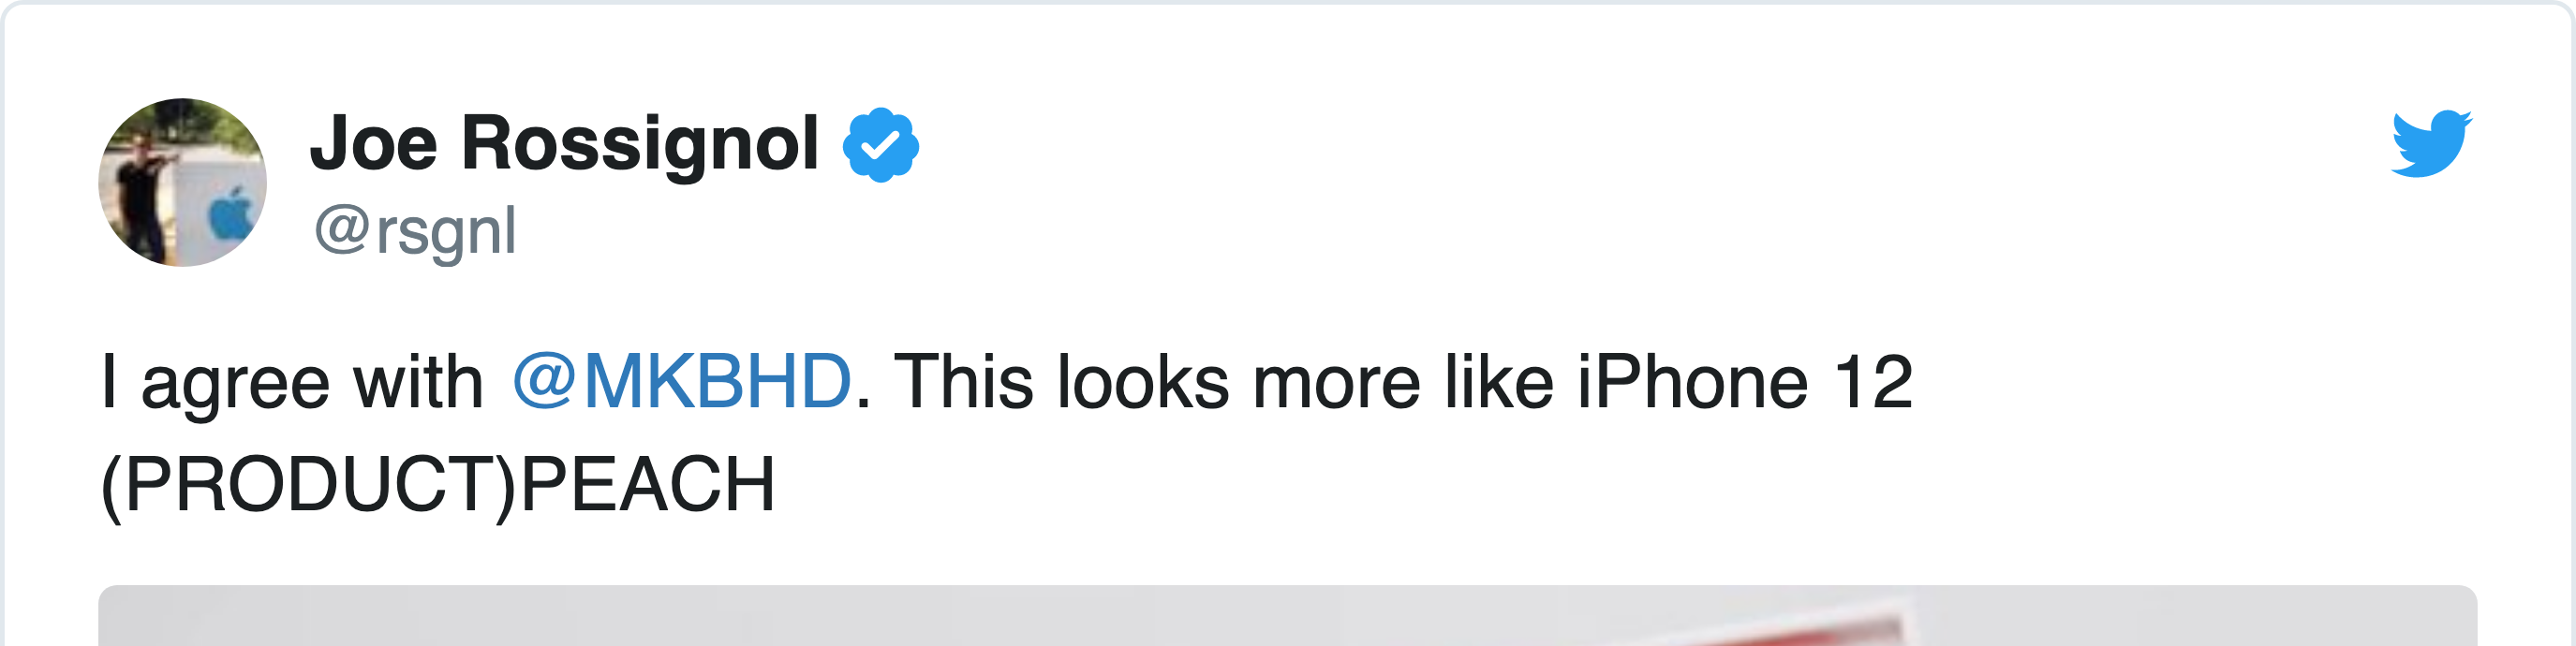 Joe Rossignol
@rsgnl
I agree with @MKBHD. This looks more like iPhone 12
(PRODUCT)PEACH